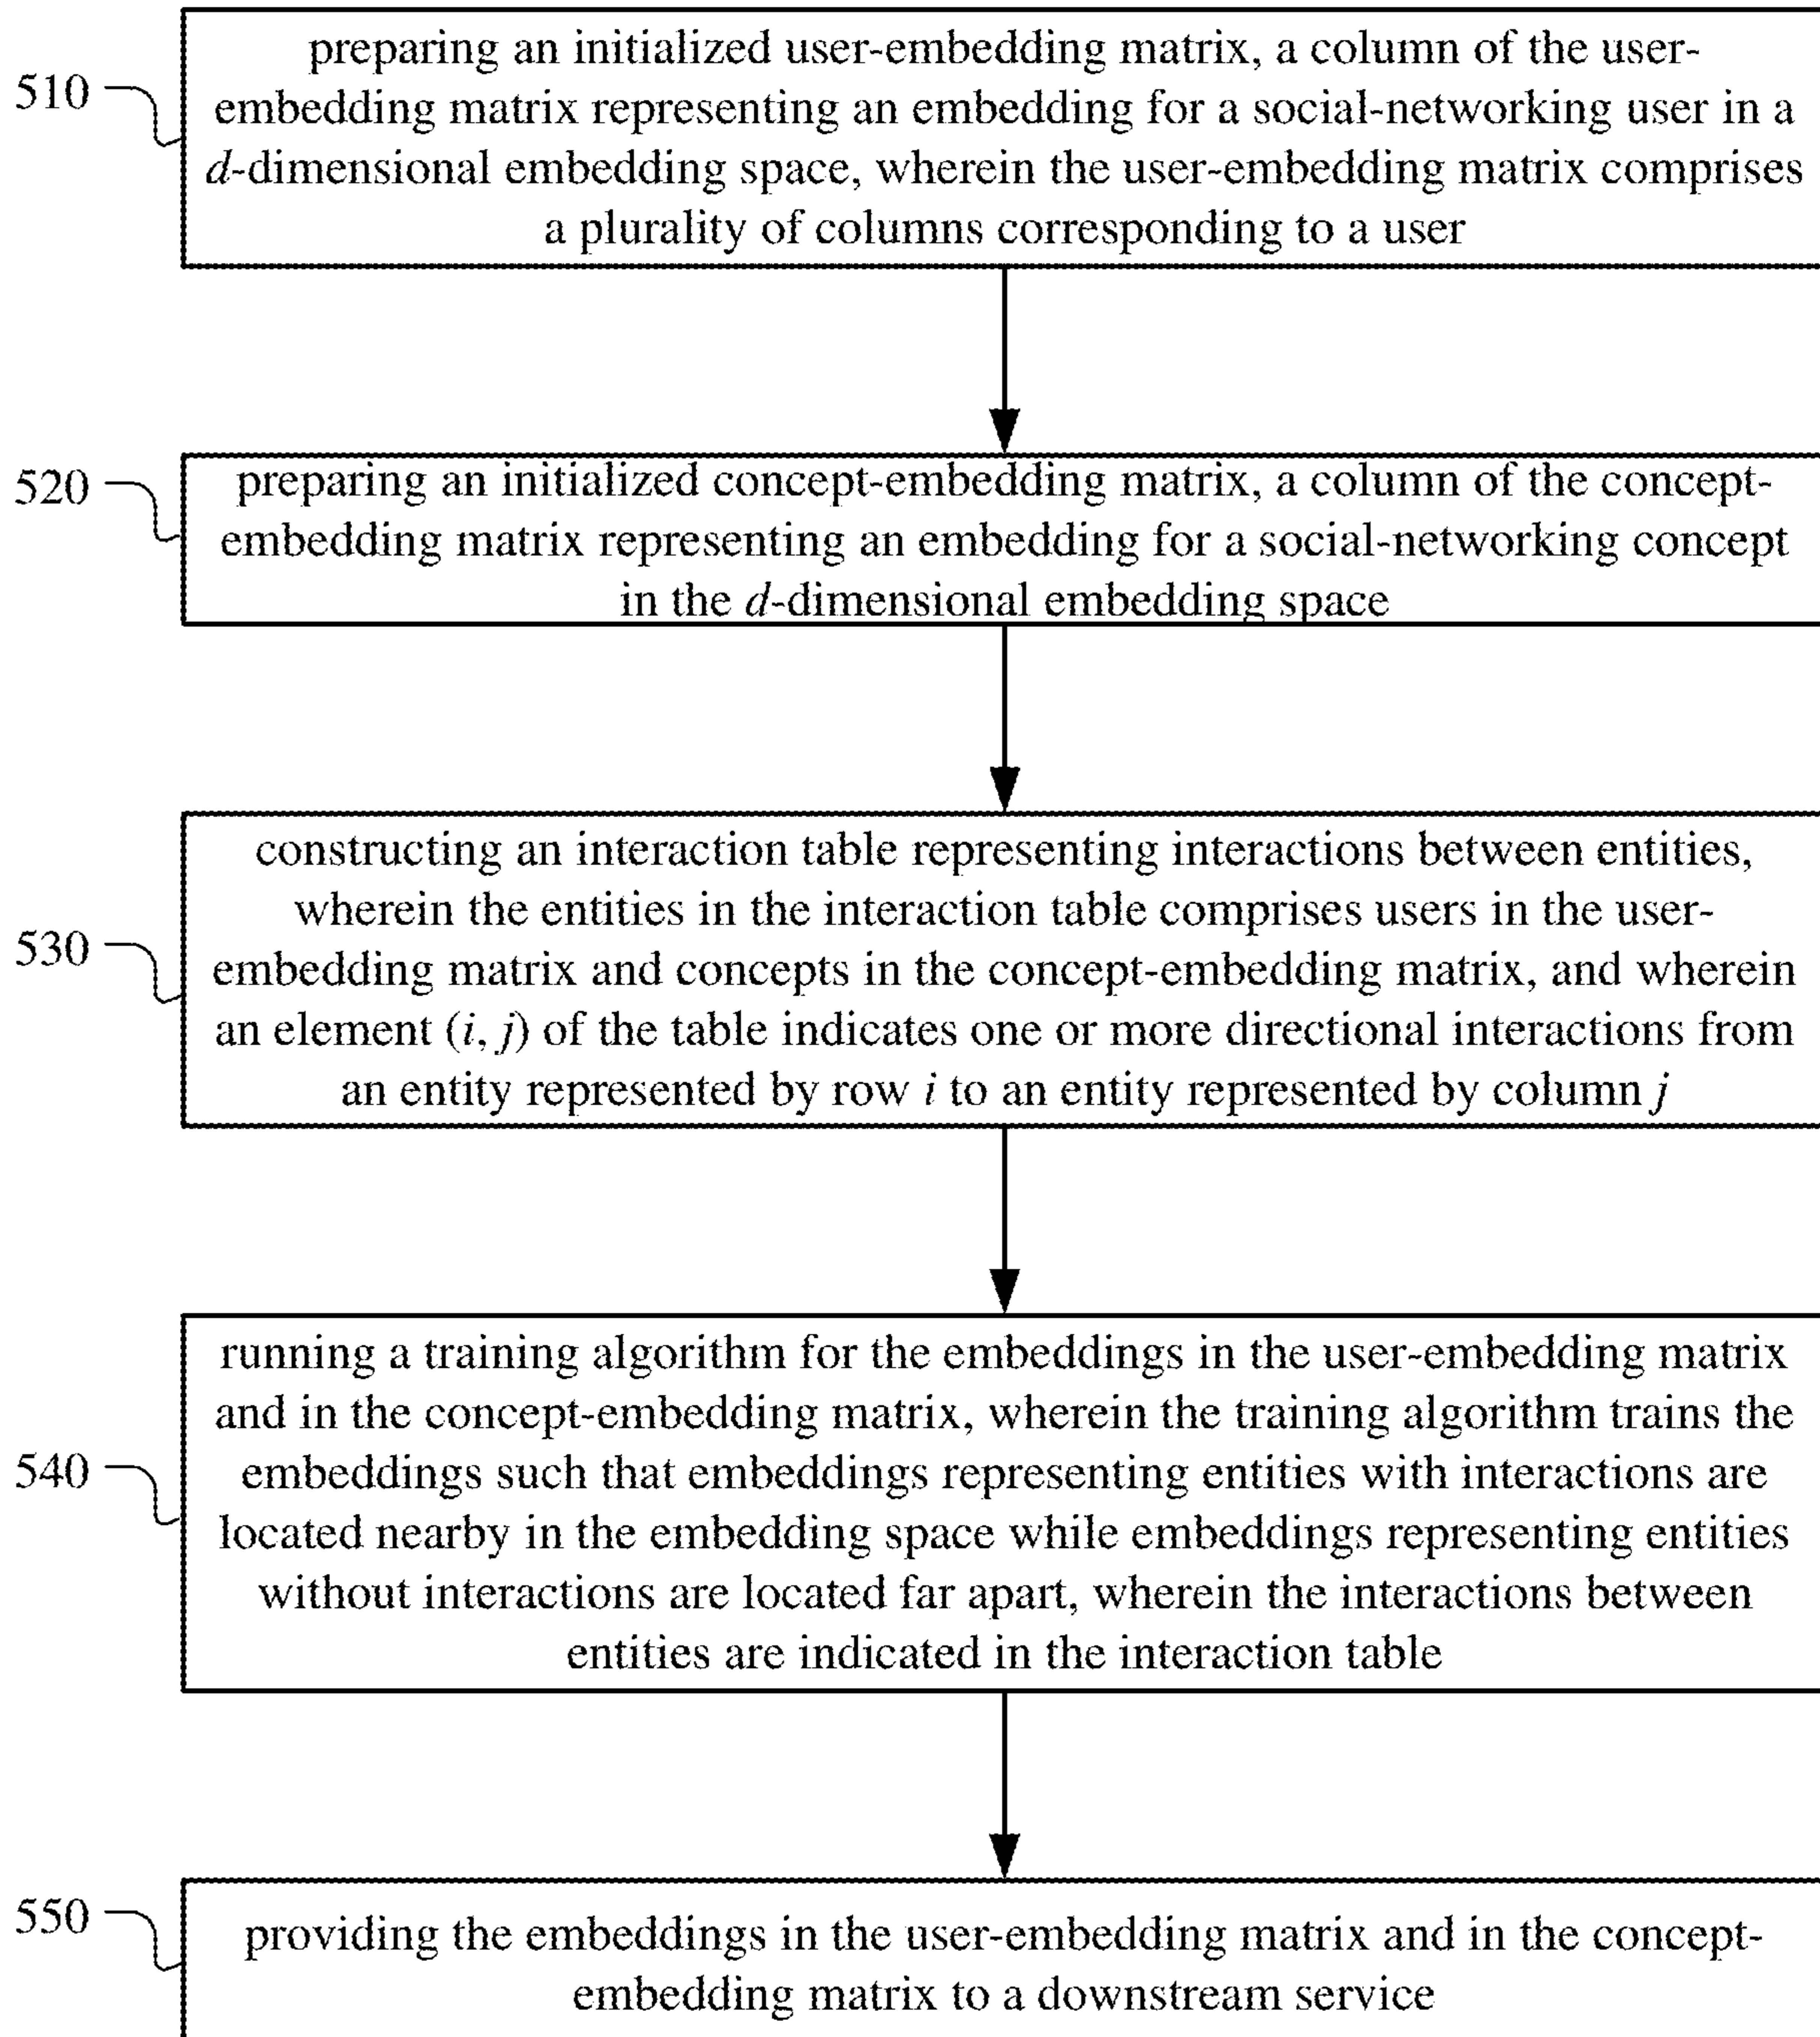 510
preparing an initialized user-embedding matrix, a column of the user-
embedding matrix representing an embedding for a social-networking user in a
d-dimensional embedding space, wherein the user-embedding matrix comprises
a plurality of columns corresponding to a user
520
preparing an initialized concept-embedding matrix, a column of the concept-
embedding matrix representing an embedding for a social-networking concept
in the d-dimensional embedding space
530
constructing an interaction table representing interactions between entities,
wherein the entities in the interaction table comprises users in the user-
embedding matrix and concepts in the concept-embedding matrix, and wherein
an element (i, j) of the table indicates one or more directional interactions from
an entity represented by row i to an entity represented by column j
540
running a training algorithm for the embeddings in the user-embedding matrix
and in the concept-embedding matrix, wherein the training algorithm trains the
embeddings such that embeddings representing entities with interactions are
located nearby in the embedding space while embeddings representing entities
without interactions are located far apart, wherein the interactions between
entities are indicated in the interaction table
550
providing the embeddings in the user-embedding matrix and in the concept-
embedding matrix to a downstream service